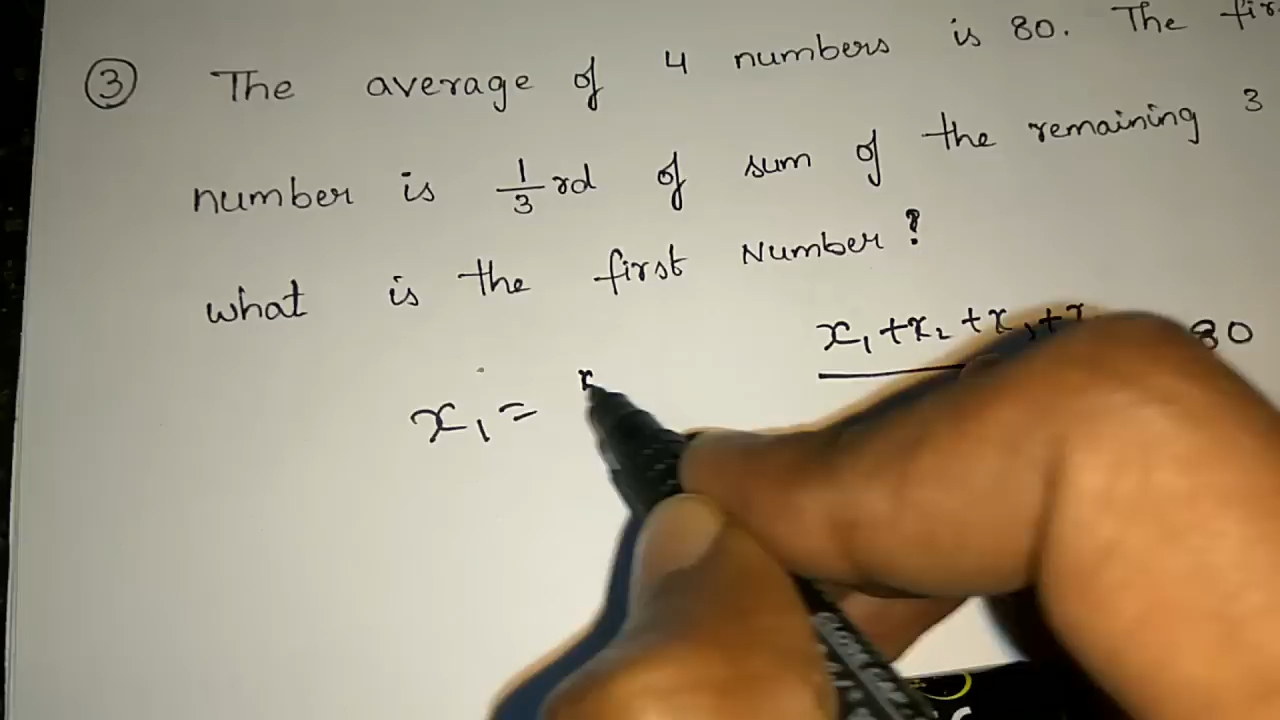 ③ The average of 4 numbers is 80. The
number is 1/3 rd of sum of the remaining 3
what is the first Number?
x₁ + x₂ + x₃ + x 80
x₁ =